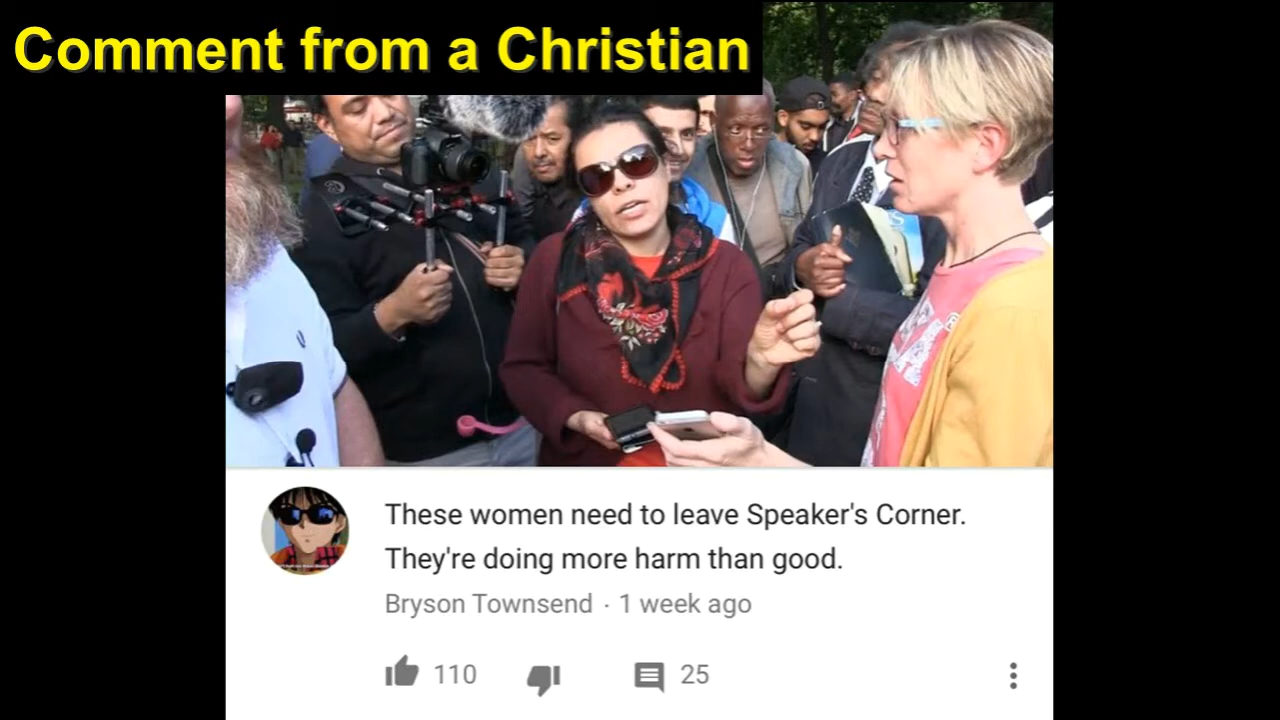 Comment from a Christian
These women need to leave Speaker's Corner.
They're doing more harm than good.
Bryson Townsend · 1 week ago
110
25